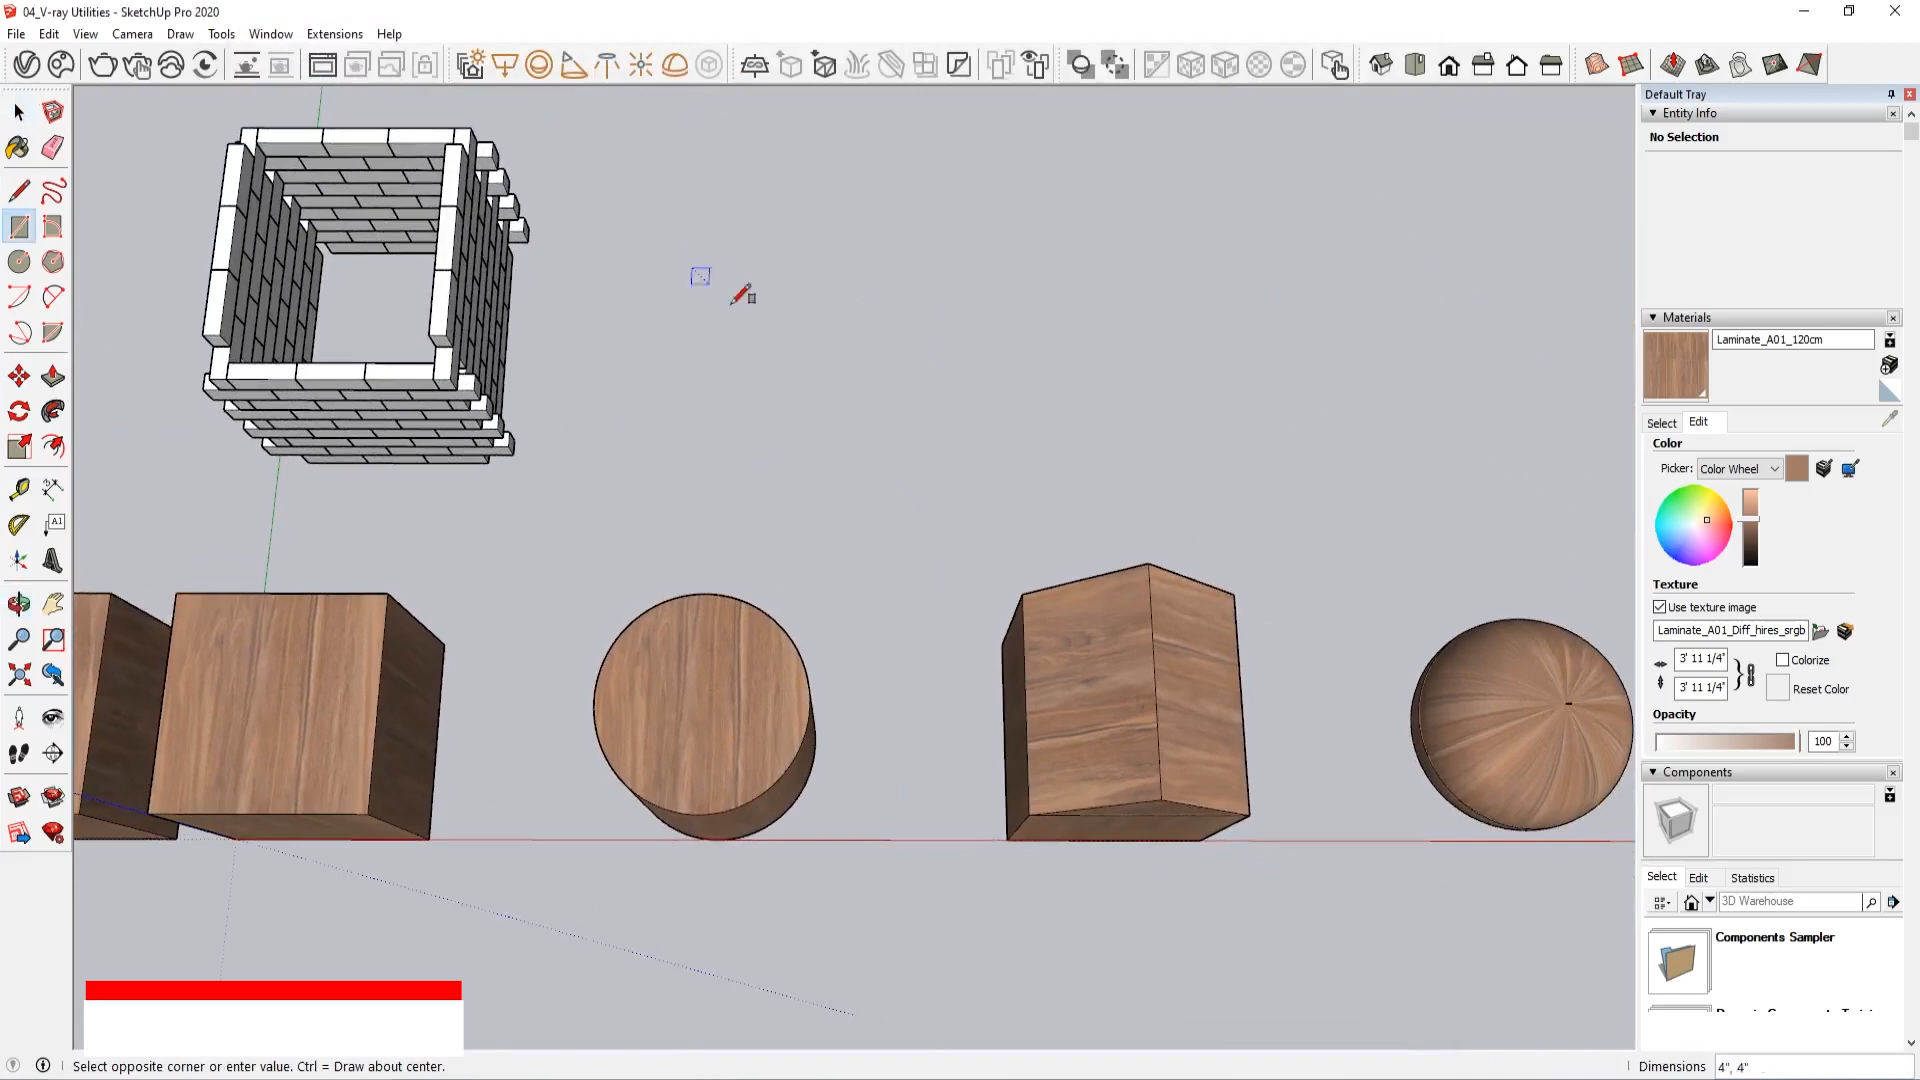 04_V-ray Utilities - SketchUp Pro 2020
File Edit View Camera Draw Tools Window Extensions Help
Default Tray
Entity Info
No Selection
Materials
Laminate_A01_120cm
Select Edit
Color
Picker: Color Wheel
Texture
Use texture image
Laminate_A01_Diff_hires_srgb
3' 11 1/4"
Colorize
3' 11 1/4"
Reset Color
Opacity
100
Components
Select Edit Statistics
3D Warehouse
Components Sampler
A1
Select opposite corner or enter value. Ctrl = Draw about center.
Dimensions 4", 4"